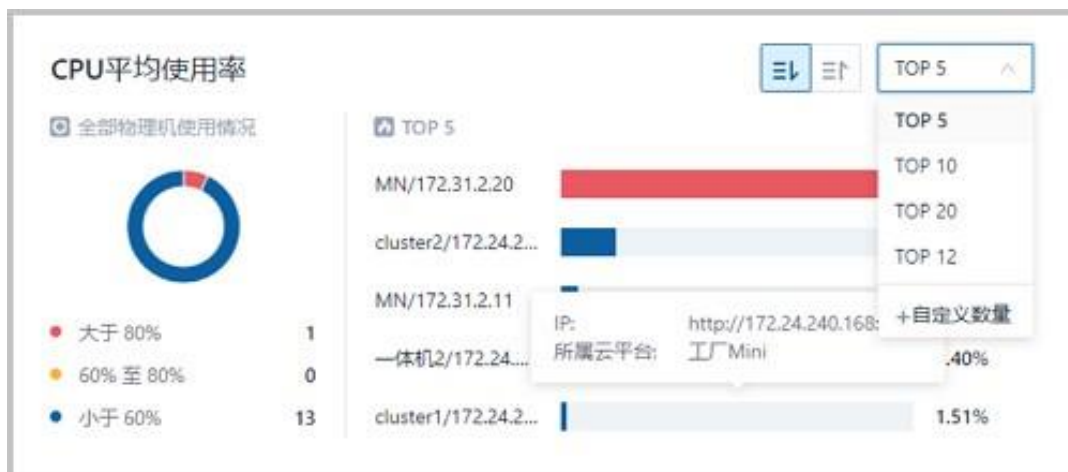 CPU平均使用率
TOP 5
全部物理机使用情况
TOP 5
TOP 5
TOP 10
TOP 20
TOP 12
+自定义数量
MN/172.31.2.20
cluster2/172.24.2...
MN/172.31.2.11
一体机2/172.24....
.40%
cluster1/172.24.2...
1.51%
IP: http://172.24.240.168:
所属云平台: 工厂Mini
大于 80% 1
60% 至 80% 0
小于 60% 13